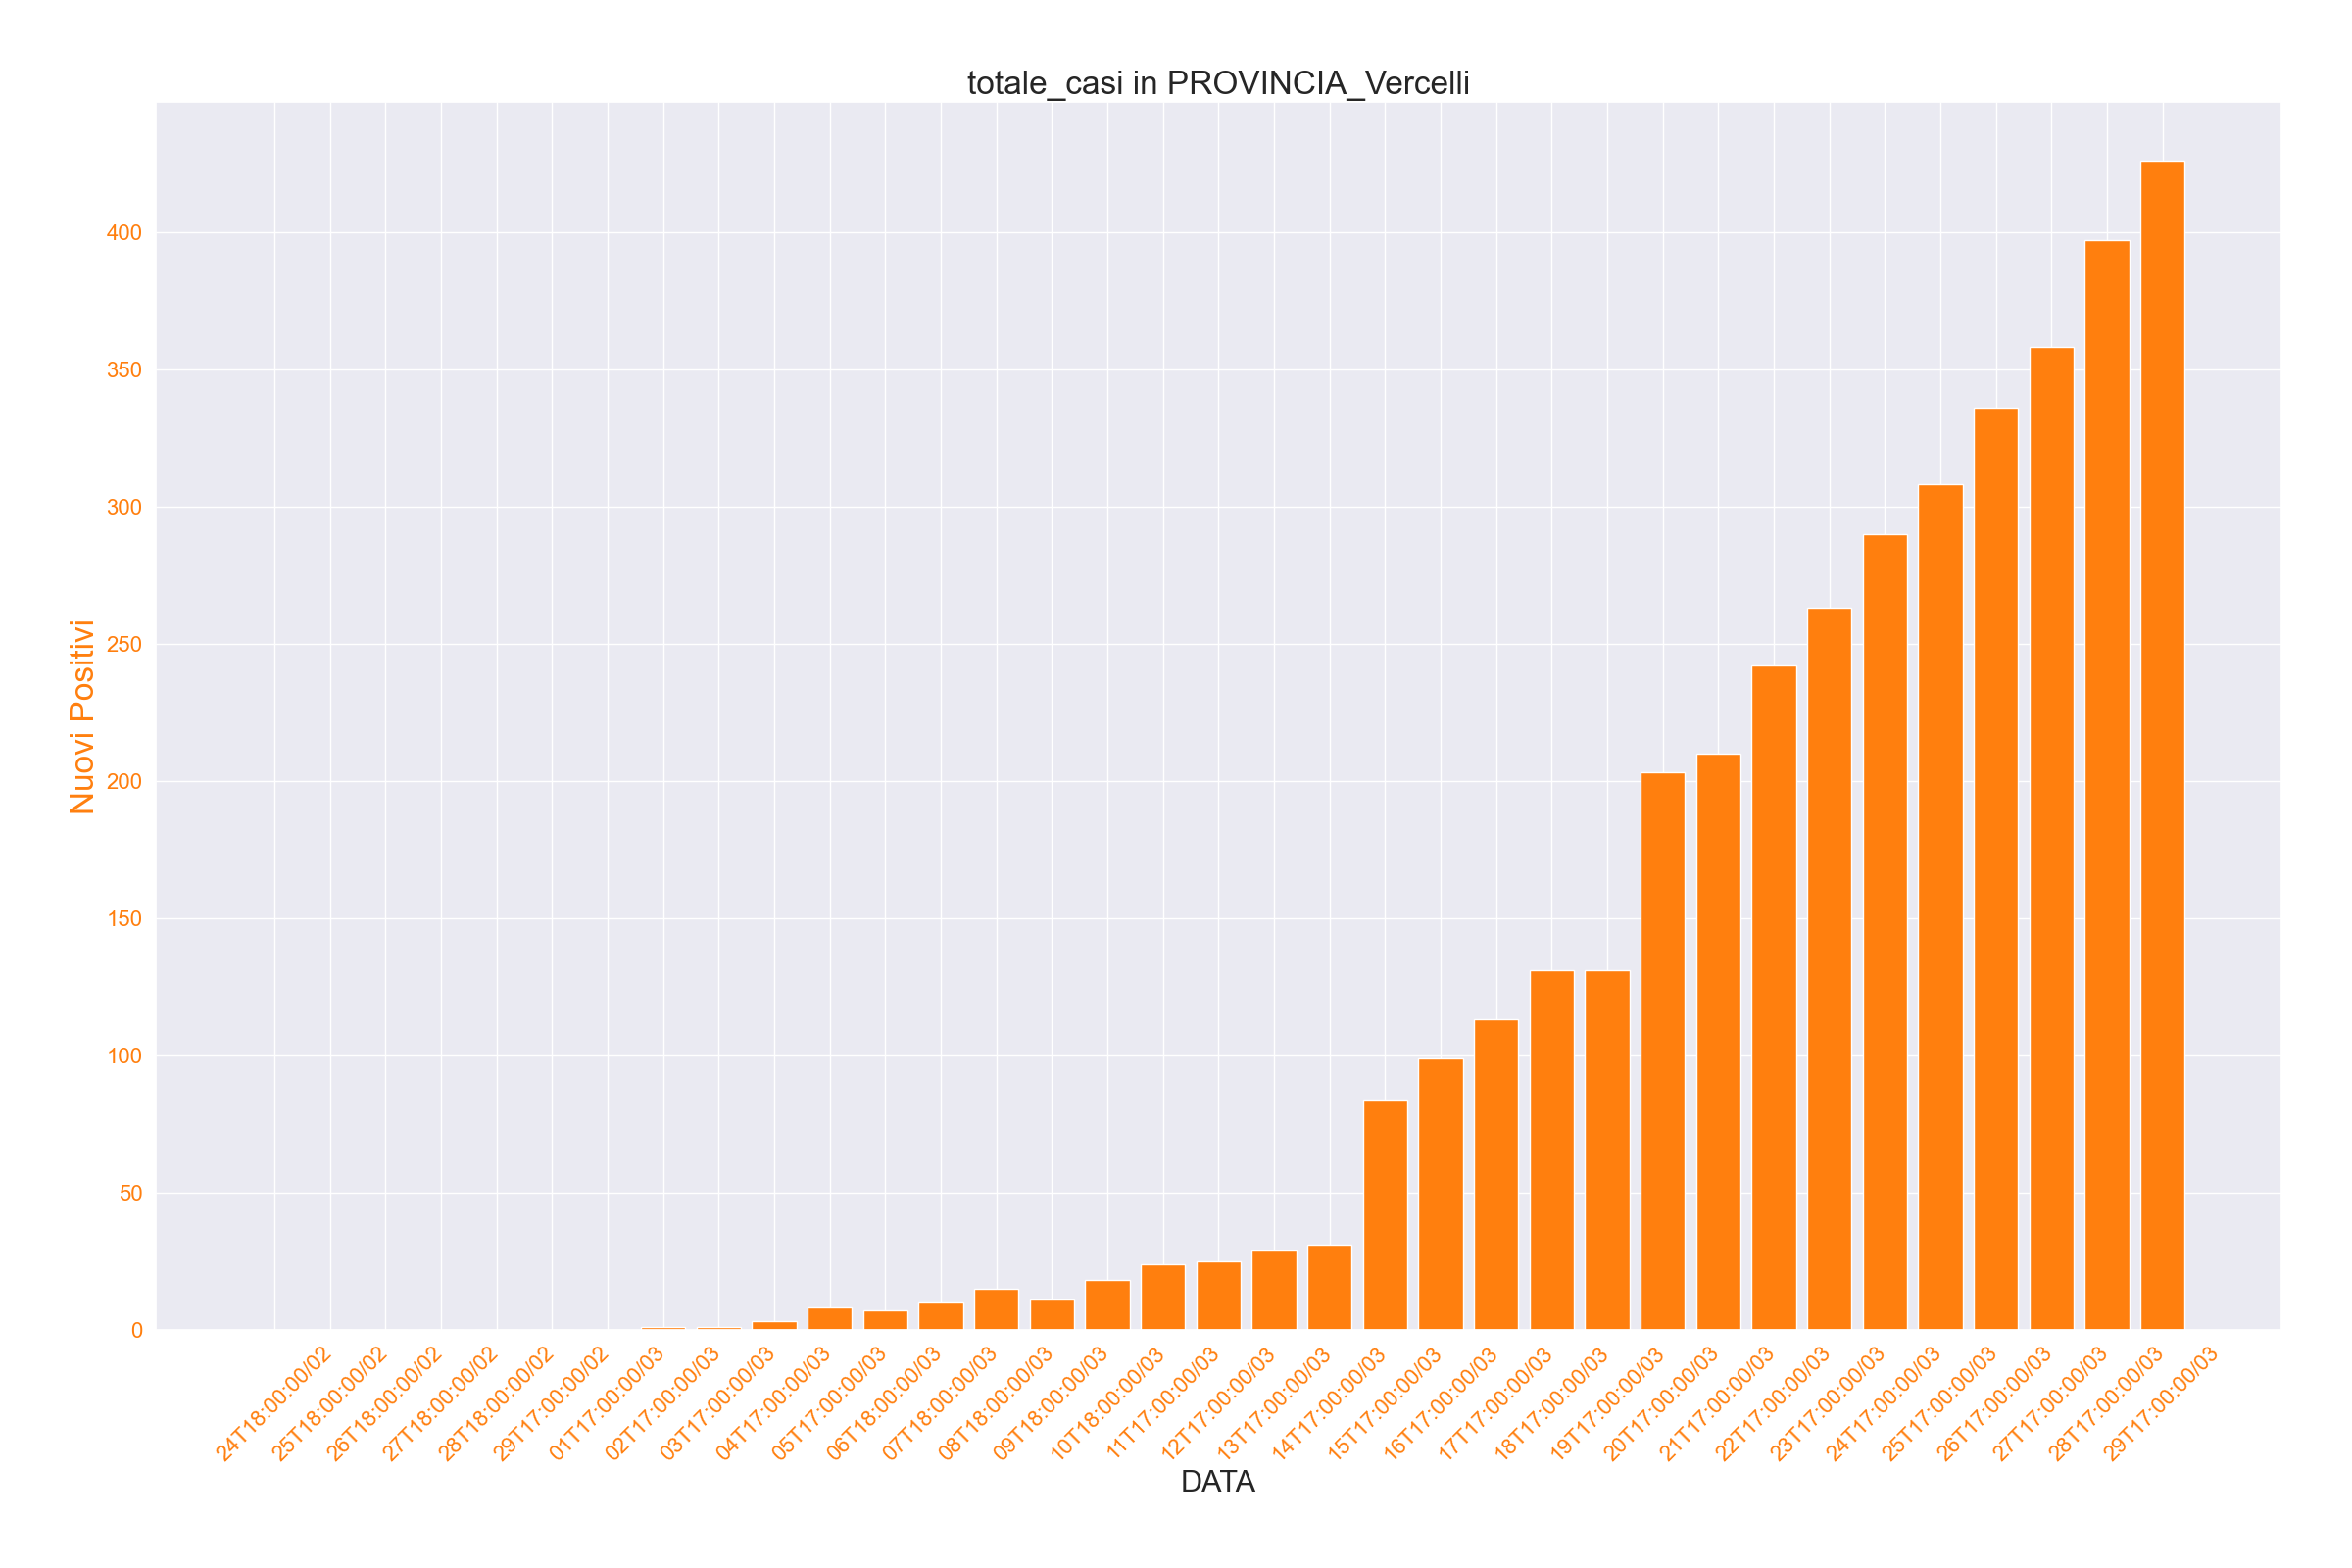 totale_casi in PROVINCIA_Vercelli
Nuovi Positivi
400
350
300
250
200
150
100
50
0
24T18:00:00/02
25T18:00:00/02
26T18:00:00/02
27T18:00:00/02
28T18:00:00/02
29T17:00:00/02
01T17:00:00/03
02T17:00:00/03
03T17:00:00/03
04T17:00:00/03
05T17:00:00/03
06T18:00:00/03
07T18:00:00/03
08T18:00:00/03
09T18:00:00/03
10T18:00:00/03
11T17:00:00/03
12T17:00:00/03
13T17:00:00/03
14T17:00:00/03
15T17:00:00/03
16T17:00:00/03
17T17:00:00/03
18T17:00:00/03
19T17:00:00/03
20T17:00:00/03
21T17:00:00/03
22T17:00:00/03
23T17:00:00/03
24T17:00:00/03
25T17:00:00/03
26T17:00:00/03
27T17:00:00/03
28T17:00:00/03
29T17:00:00/03
DATA